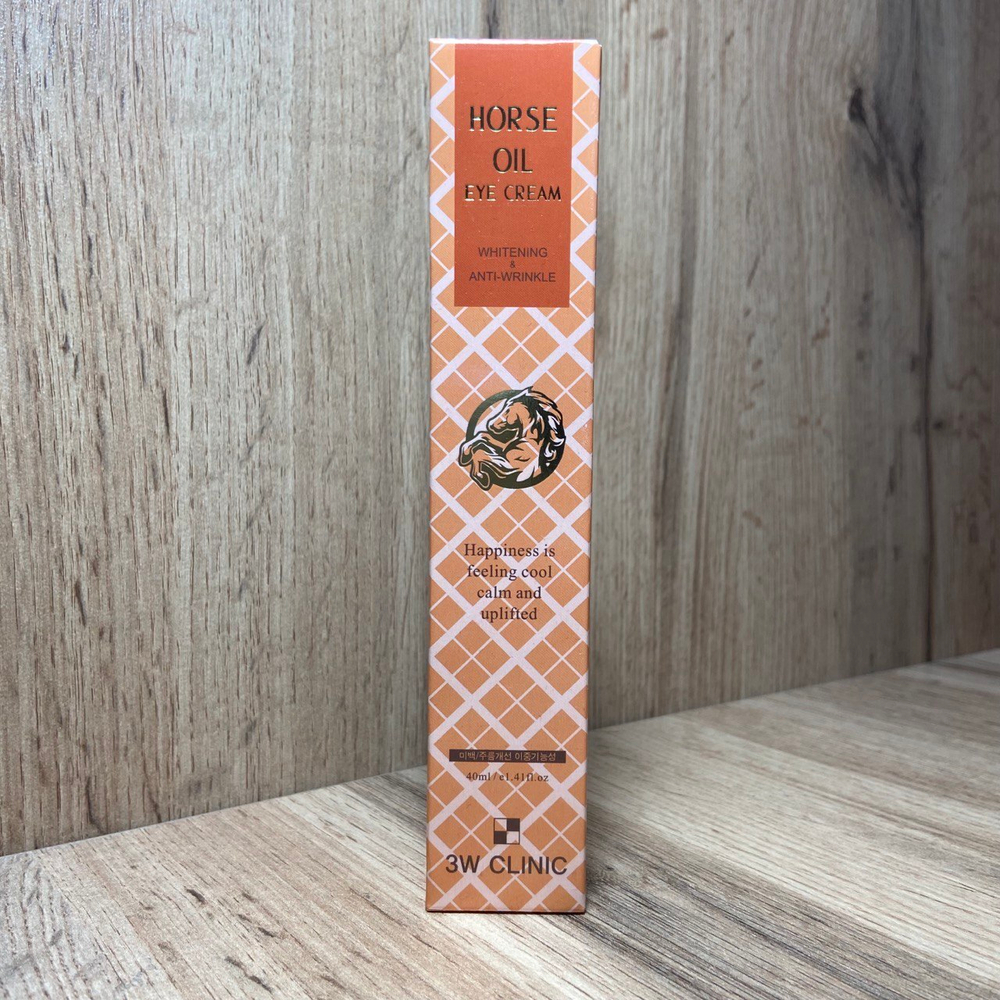 HORSE
OIL
EYE CREAM
WHITENING
&
ANTI-WRINKLE
Happiness is
feeling cool
calm and
uplifted
미백/주름개선 이중기능성
40ml / e1.41fl.oz
3W CLINIC